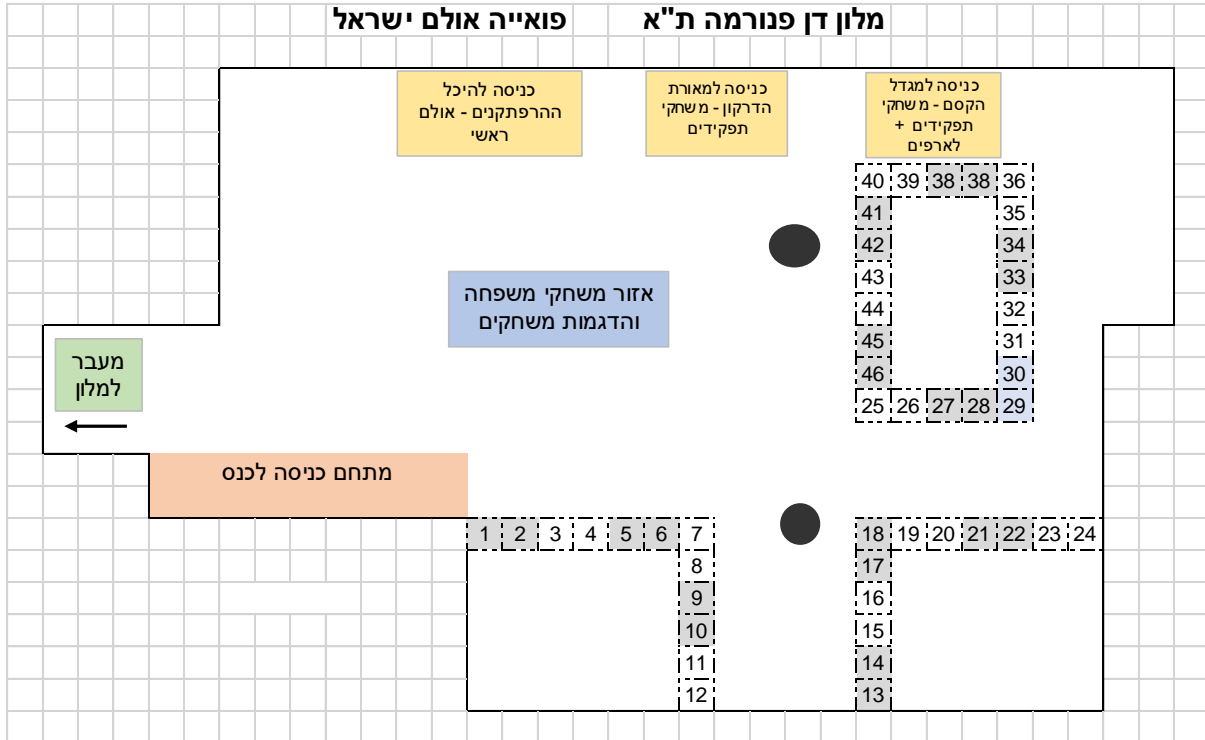 מלון דן פנורמה ת"א פואייה אולם ישראל
כניסה למגדל
הקסם - משחקי
תפקידים +
לארפים
כניסה למאורת
הדרקון - משחקי
תפקידים
כניסה להיכל
ההרפתקנים - אולם
ראשי
40 39 38 38 36
41 35
42 34
43 33
44 32
45 31
46 30
25 26 27 28 29
אזור משחקי משפחה
והדגמות משחקים
מעבר
למלון
מתחם כניסה לכנס
1 2 3 4 5 6 7
8
9
10
11
12
18 19 20 21 22 23 24
17
16
15
14
13